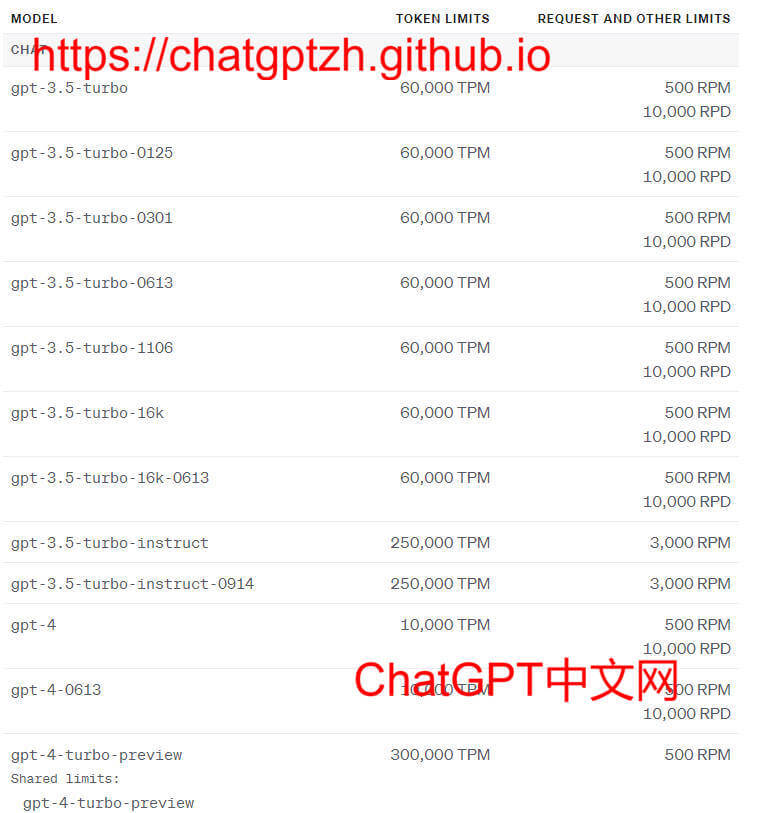 MODEL TOKEN LIMITS REQUEST AND OTHER LIMITS
CHAT
https://chatgptzh.github.io
gpt-3.5-turbo 60,000 TPM 500 RPM
10,000 RPD
gpt-3.5-turbo-0125 60,000 TPM 500 RPM
10,000 RPD
gpt-3.5-turbo-0301 60,000 TPM 500 RPM
10,000 RPD
gpt-3.5-turbo-0613 60,000 TPM 500 RPM
10,000 RPD
gpt-3.5-turbo-1106 60,000 TPM 500 RPM
10,000 RPD
gpt-3.5-turbo-16k 60,000 TPM 500 RPM
10,000 RPD
gpt-3.5-turbo-16k-0613 60,000 TPM 500 RPM
10,000 RPD
gpt-3.5-turbo-instruct 250,000 TPM 3,000 RPM
gpt-3.5-turbo-instruct-0914 250,000 TPM 3,000 RPM
gpt-4 10,000 TPM 500 RPM
10,000 RPD
ChatGPT中文网
gpt-4-0613 10,000 TPM 500 RPM
10,000 RPD
gpt-4-turbo-preview 300,000 TPM 500 RPM
Shared limits:
gpt-4-turbo-preview